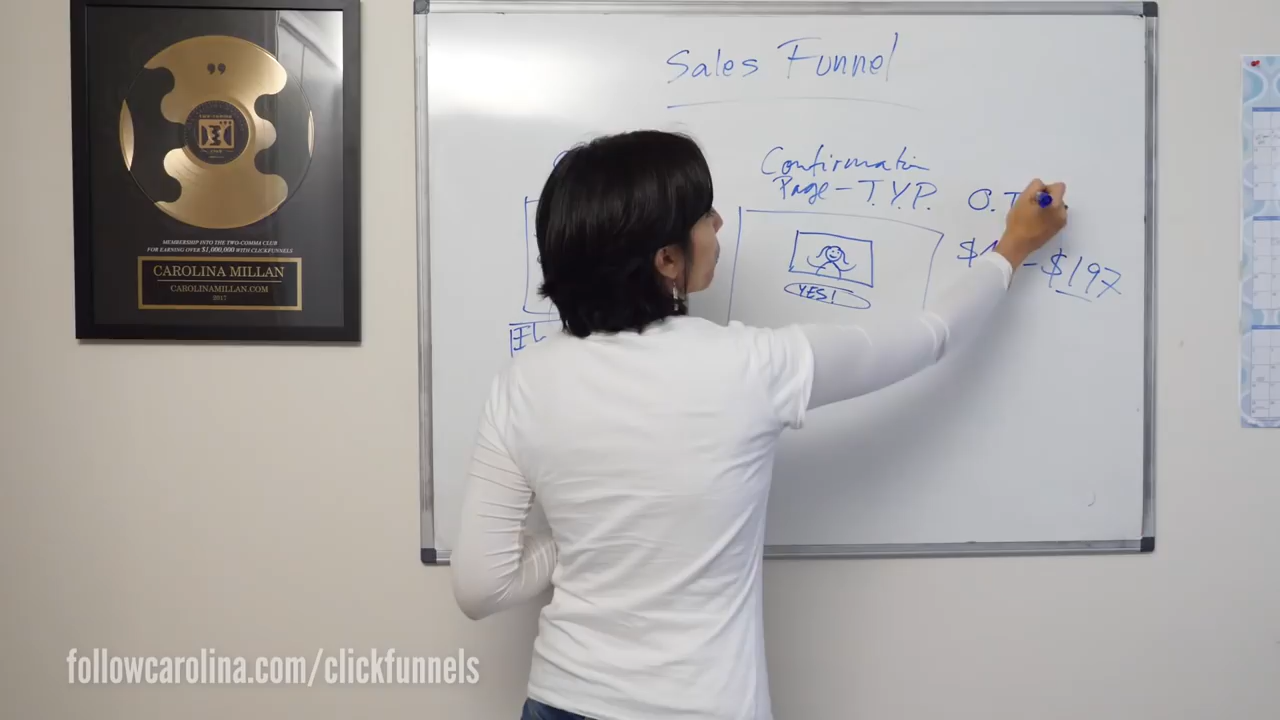 Sales Funnel
Confirmatin
Page - T.Y.P.
O. T
- $197
YES!
”
MEMBERSHIP INTO THE TWO-COMMA CLUB
FOR EARNING OVER $1,000,000 WITH CLICKFUNNELS
CAROLINA MILLAN
CAROLINAMILLAN.COM
2017
followcarolina.com/clickfunnels